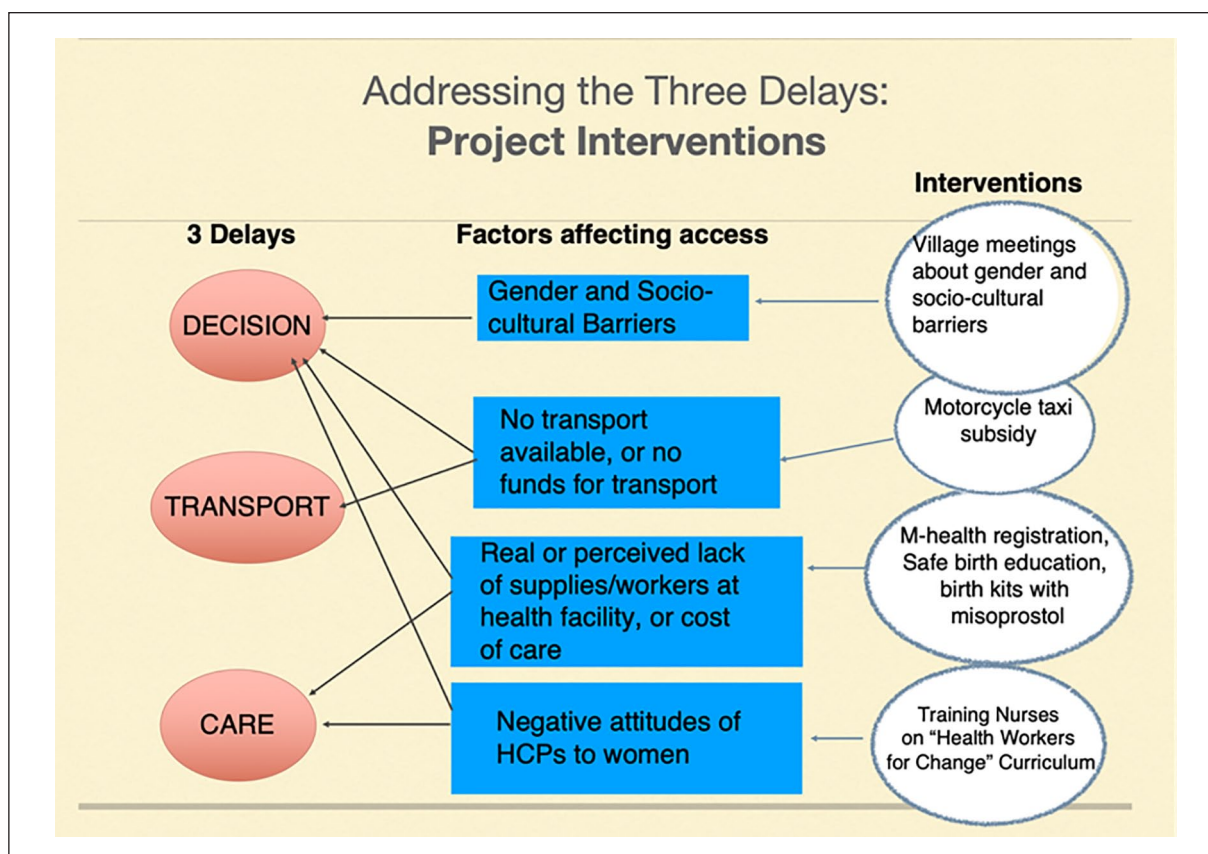 Addressing the Three Delays:
Project Interventions
3 Delays
Factors affecting access
Interventions
DECISION
Gender and Socio-
cultural Barriers
Village meetings
about gender and
socio-cultural
barriers
TRANSPORT
No transport
available, or no
funds for transport
Motorcycle taxi
subsidy
Real or perceived lack
of supplies/workers at
health facility, or cost
of care
M-health registration,
Safe birth education,
birth kits with
misoprostol
CARE
Negative attitudes of
HCPs to women
Training Nurses
on “Health Workers
for Change” Curriculum